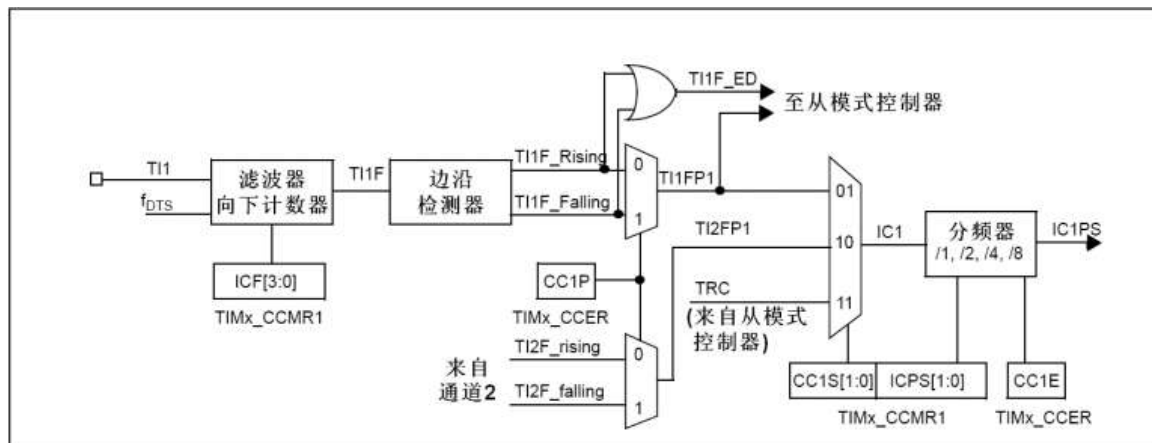 TI1F_ED
至从模式控制器
TI1
f_DTS
滤波器
向下计数器
TI1F
边沿
检测器
TI1F_Rising
TI1F_Falling
0
1
TI1FP1
TI2FP1
01
10
11
IC1
分频器
/1, /2, /4, /8
IC1PS
ICF[3:0]
TIMx_CCMR1
CC1P
TIMx_CCER
TRC
(来自从模式
控制器)
来自
通道2
TI2F_rising
TI2F_falling
0
1
CC1S[1:0]
ICPS[1:0]
TIMx_CCMR1
CC1E
TIMx_CCER